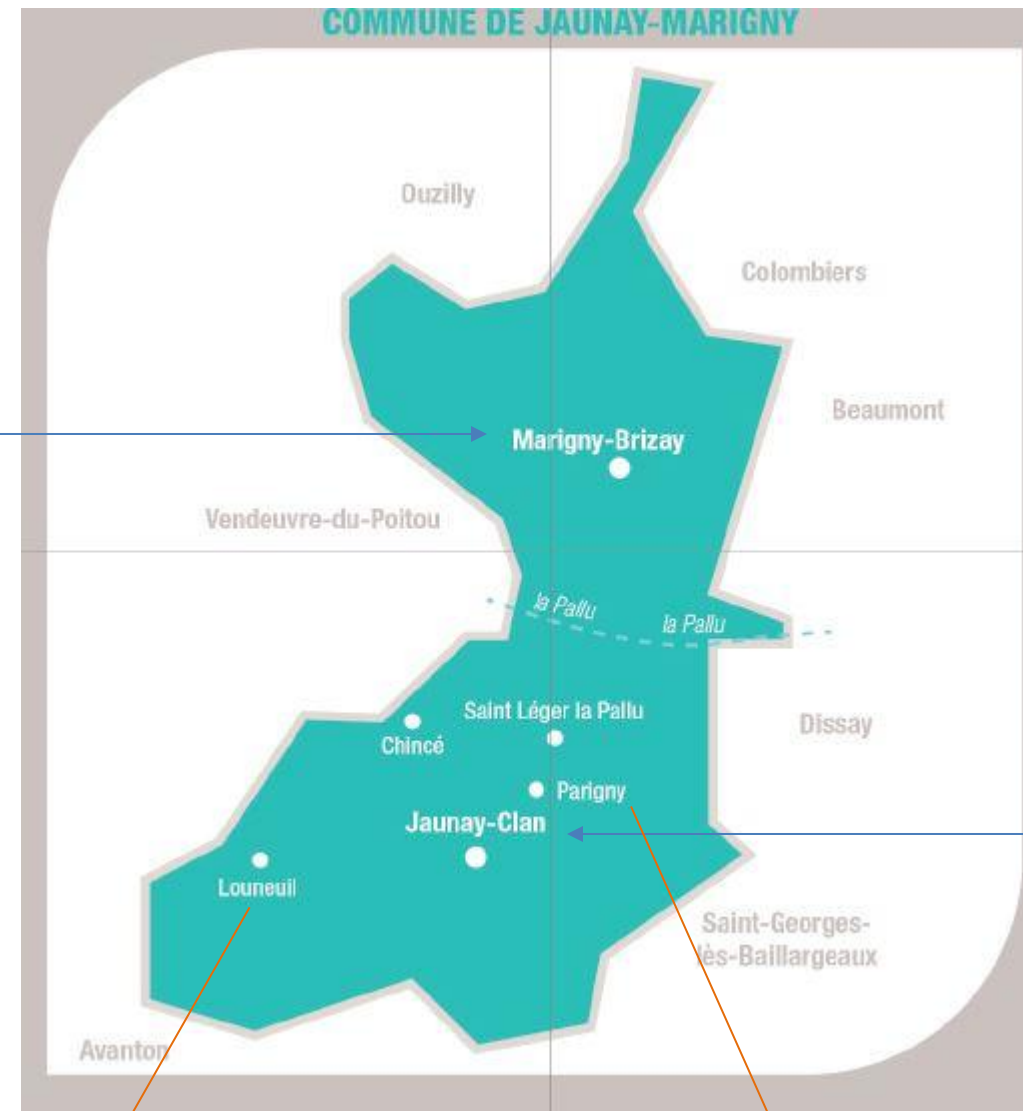 COMMUNE DE JAUNAY-MARIGNY
Ouzilly
Colombiers
Beaumont
Marigny-Brizay
Vendeuvre-du-Poitou
la Pallu
la Pallu
Saint Léger la Pallu
Dissay
Chincé
Parigny
Jaunay-Clan
Louneuil
Saint-Georges-
lès-Baillargeaux
Avanton